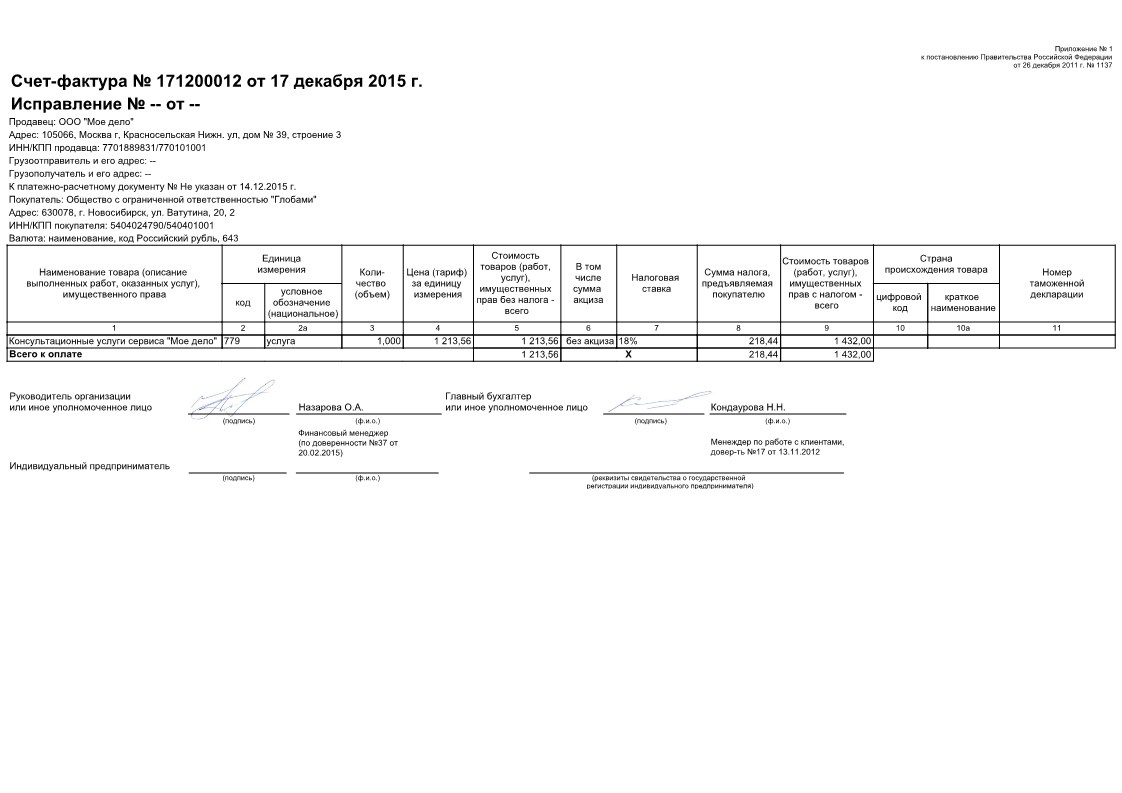 Приложение № 1
к постановлению Правительства Российской Федерации
от 26 декабря 2011 г. № 1137
Счет-фактура № 171200012 от 17 декабря 2015 г.
Исправление № -- от --
Продавец: ООО "Мое дело"
Адрес: 105066, Москва г, Красносельская Нижн. ул, дом № 39, строение 3
ИНН/КПП продавца: 7701889831/770101001
Грузоотправитель и его адрес: --
Грузополучатель и его адрес: --
К платежно-расчетному документу № Не указан от 14.12.2015 г.
Покупатель: Общество с ограниченной ответственностью "Глобами"
Адрес: 630078, г. Новосибирск, ул. Ватутина, 20, 2
ИНН/КПП покупателя: 5404024790/540401001
Валюта: наименование, код Российский рубль, 643
Наименование товара (описание
выполненных работ, оказанных услуг),
имущественного права
Единица
измерения
код
условное
обозначение
(национальное)
Коли-
чество
(объем)
Цена (тариф)
за единицу
измерения
Стоимость
товаров (работ,
услуг),
имущественных
прав без налога -
всего
В том
числе
сумма
акциза
Налоговая
ставка
Сумма налога,
предъявляемая
покупателю
Стоимость товаров
(работ, услуг),
имущественных
прав с налогом -
всего
Страна
происхождения товара
цифровой
код
краткое
наименование
Номер
таможенной
декларации
1 2 2а 3 4 5 6 7 8 9 10 10а 11
Консультационные услуги сервиса "Мое дело" 779 услуга 1,000 1 213,56 1 213,56 без акциза 18% 218,44 1 432,00
Всего к оплате 1 213,56 X 218,44 1 432,00
Руководитель организации
или иное уполномоченное лицо
Назарова О.А.
(подпись) (ф.и.о.)
Финансовый менеджер
(по доверенности №37 от
20.02.2015)
Главный бухгалтер
или иное уполномоченное лицо
Кондаурова Н.Н.
(подпись) (ф.и.о.)
Менеждер по работе с клиентами,
довер-ть №17 от 13.11.2012
Индивидуальный предприниматель
(подпись) (ф.и.о.)
(реквизиты свидетельства о государственной
регистрации индивидуального предпринимателя)